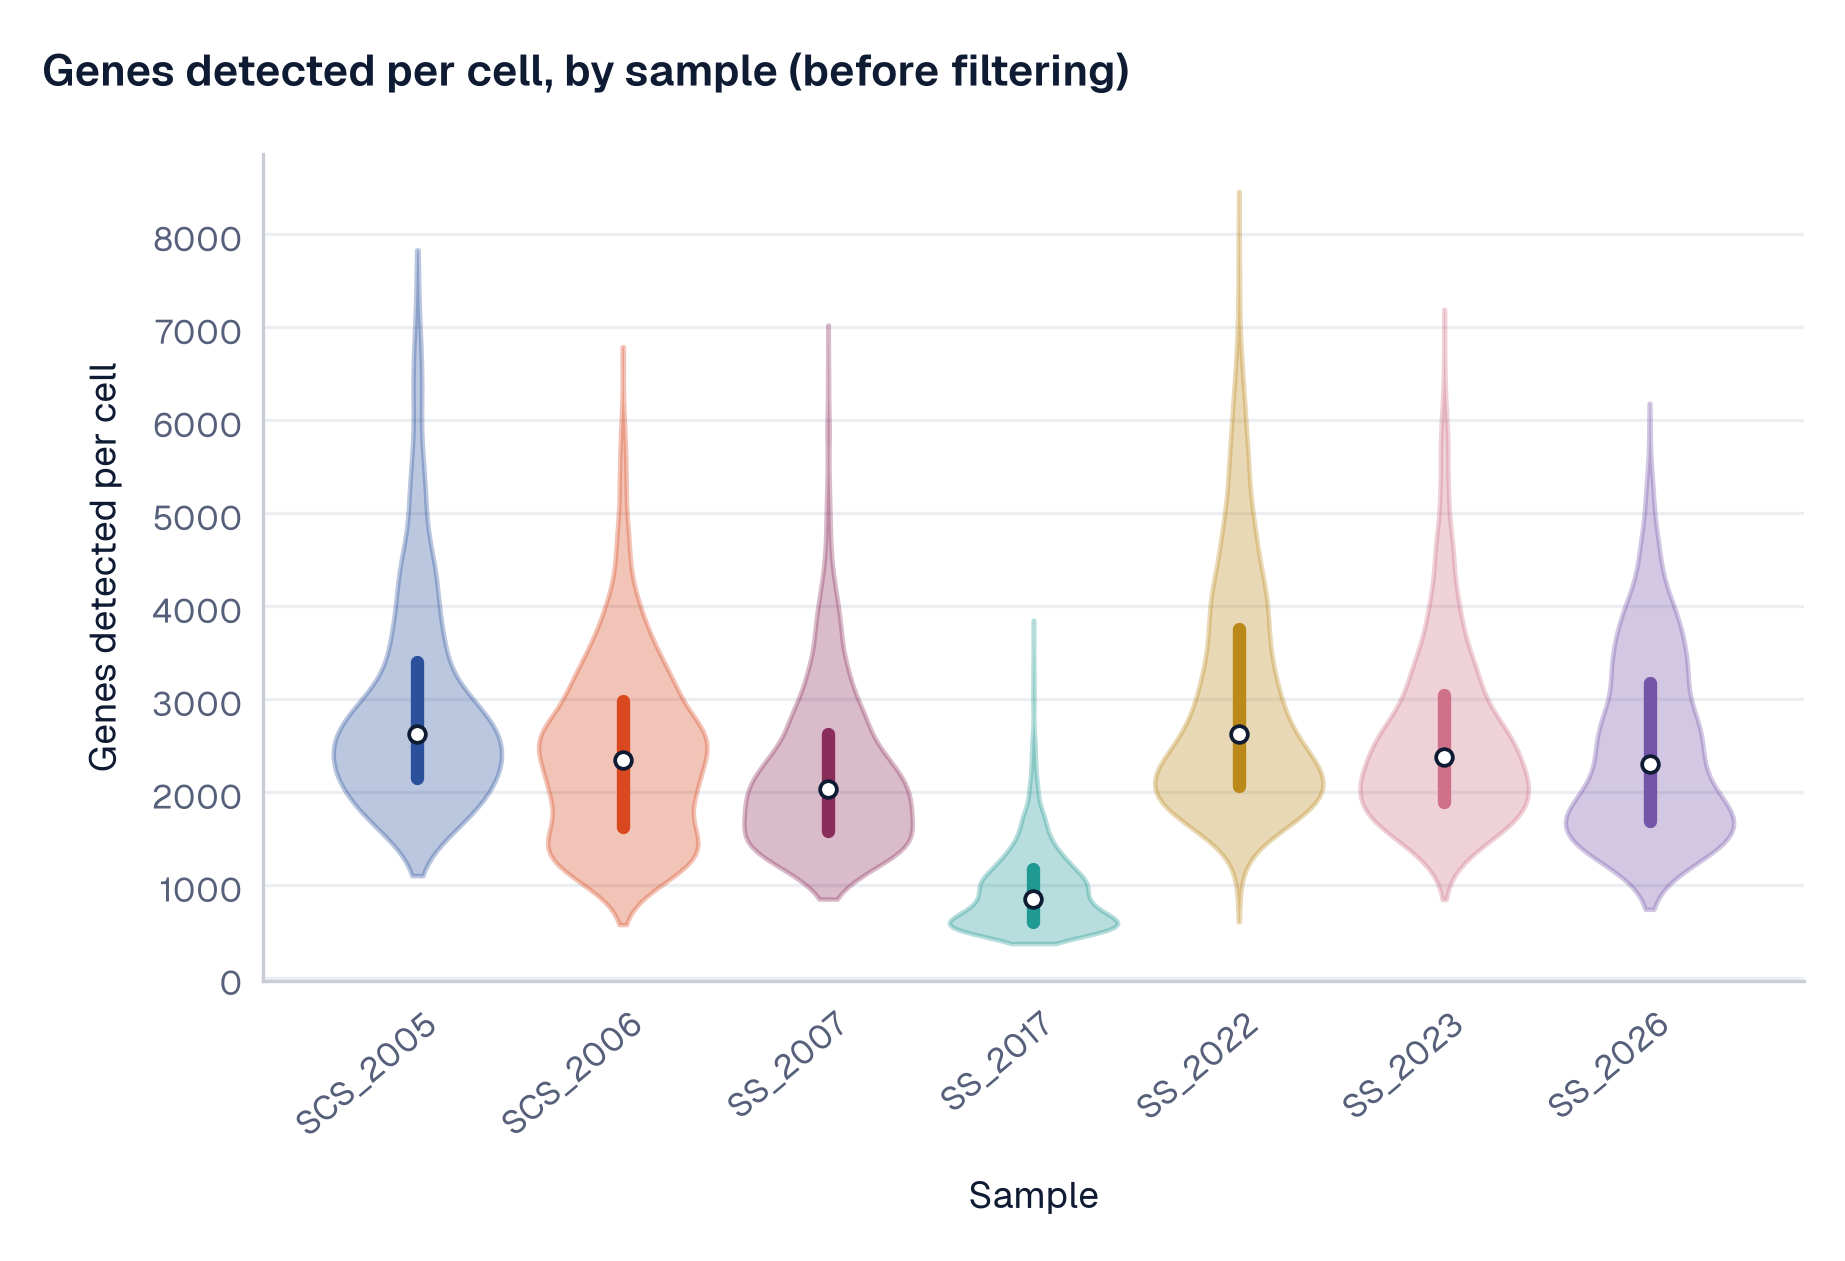 Genes detected per cell, by sample (before filtering)
Genes detected per cell
8000
7000
6000
5000
4000
3000
2000
1000
0
SCS_2005
SCS_2006
SS_2007
SS_2017
SS_2022
SS_2023
SS_2026
Sample